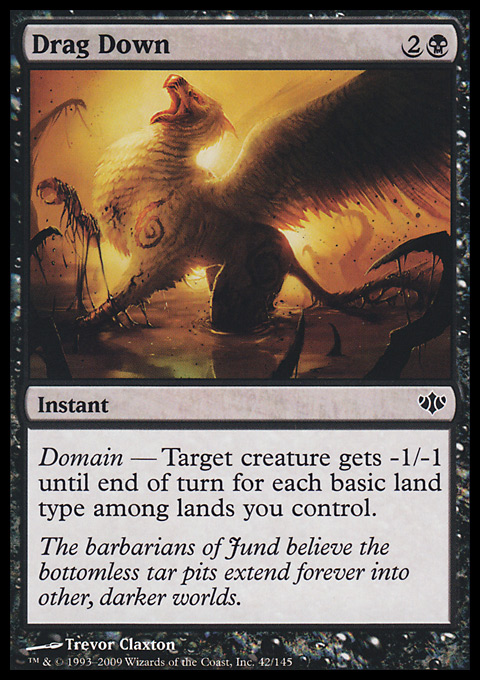 Drag Down 2
Instant
Domain — Target creature gets -1/-1
until end of turn for each basic land
type among lands you control.
The barbarians of Jund believe the
bottomless tar pits extend forever into
other, darker worlds.
Trevor Claxton
™ & © 1993–2009 Wizards of the Coast, Inc. 42/145